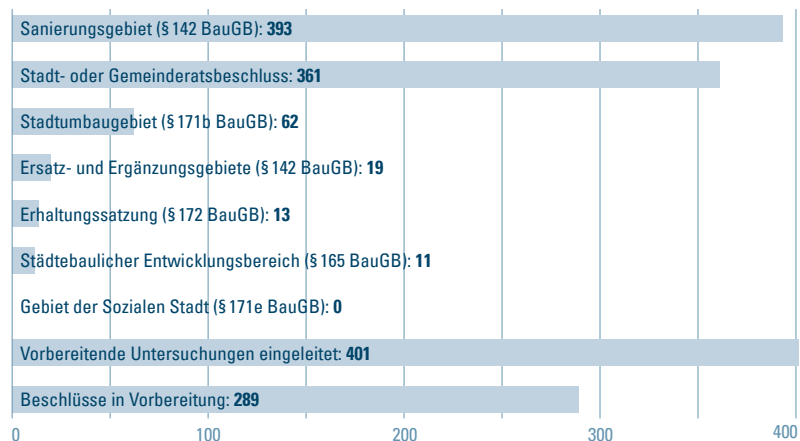 Sanierungsgebiet (§ 142 BauGB): 393
Stadt- oder Gemeinderatsbeschluss: 361
Stadtumbaugebiet (§ 171b BauGB): 62
Ersatz- und Ergänzungsgebiete (§ 142 BauGB): 19
Erhaltungssatzung (§ 172 BauGB): 13
Städtebaulicher Entwicklungsbereich (§ 165 BauGB): 11
Gebiet der Sozialen Stadt (§ 171e BauGB): 0
Vorbereitende Untersuchungen eingeleitet: 401
Beschlüsse in Vorbereitung: 289
0 100 200 300 400